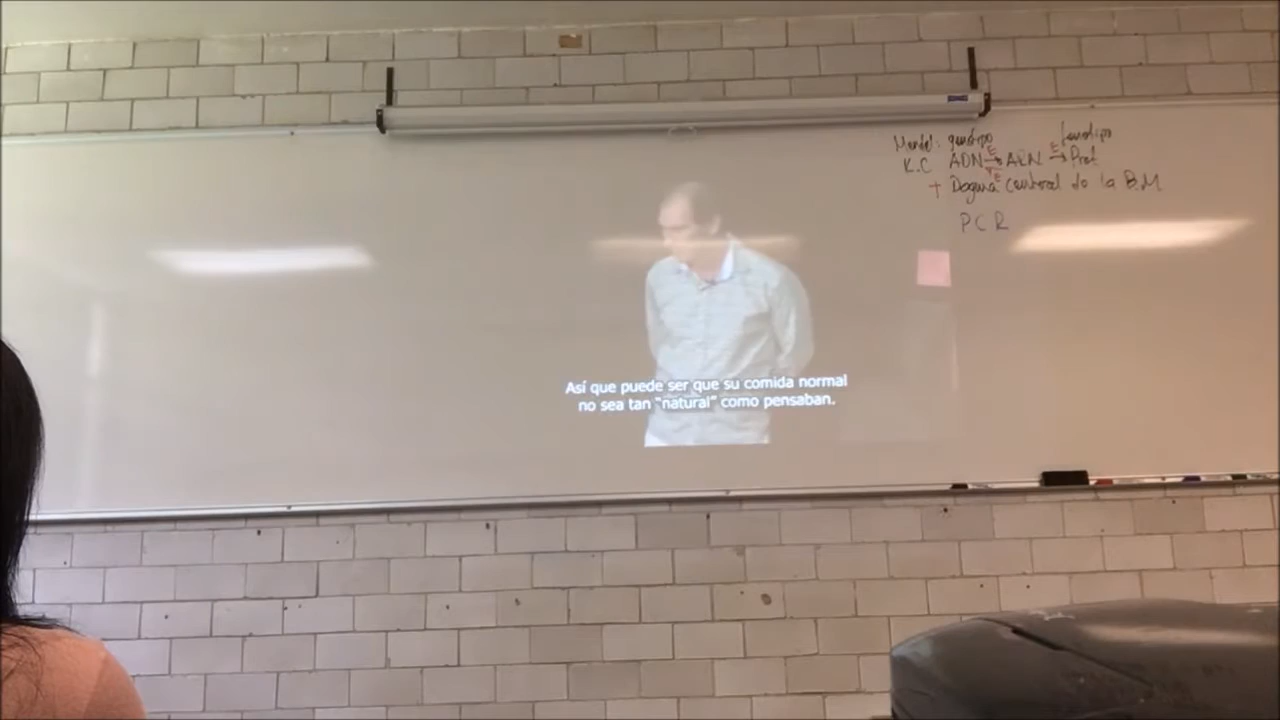 Mendel: genotipo fenotipo
K.C ADN E→ ARN E→ Prot
+ Dogma central de la B.M
PCR
Así que puede ser que su comida normal
no sea tan "natural" como pensaban.